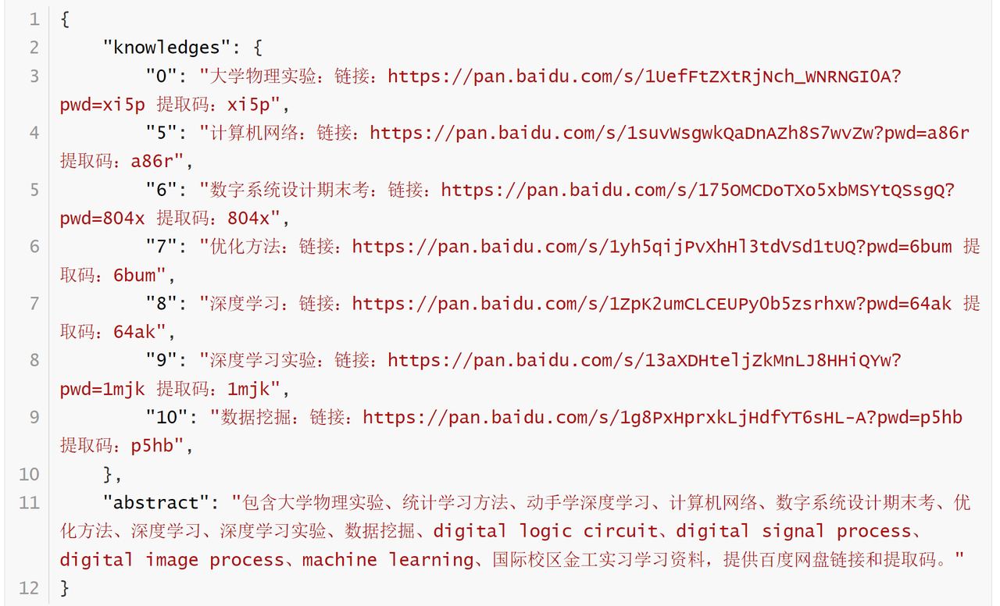 1 {
2 "knowledges": {
3 "0": "大学物理实验：链接：https://pan.baidu.com/s/1UefFtZXtRjNch_WNRNGI0A?
pwd=xi5p 提取码：xi5p",
4 "5": "计算机网络：链接：https://pan.baidu.com/s/1suvWsgwkQaDnAZh8S7wvZw?pwd=a86r
提取码：a86r",
5 "6": "数字系统设计期末考：链接：https://pan.baidu.com/s/175OMCDoTXo5xbMSYtQSsgQ?
pwd=804x 提取码：804x",
6 "7": "优化方法：链接：https://pan.baidu.com/s/1yh5qijPvXhHl3tdVSd1tUQ?pwd=6bum 提
取码：6bum",
7 "8": "深度学习：链接：https://pan.baidu.com/s/1ZpK2umCLCEUPy0b5zsrhxw?pwd=64ak 提
取码：64ak",
8 "9": "深度学习实验：链接：https://pan.baidu.com/s/13aXDHteljZkMnLJ8HHiQYw?
pwd=1mjk 提取码：1mjk",
9 "10": "数据挖掘：链接：https://pan.baidu.com/s/1g8PxHprxkLjHdfYT6sHL-A?pwd=p5hb
提取码：p5hb",
10 },
11 "abstract": "包含大学物理实验、统计学习方法、动手学深度学习、计算机网络、数字系统设计期末考、优
化方法、深度学习、深度学习实验、数据挖掘、digital logic circuit、digital signal process、
digital image process、machine learning、国际校区金工实习学习资料，提供百度网盘链接和提取码。"
12 }